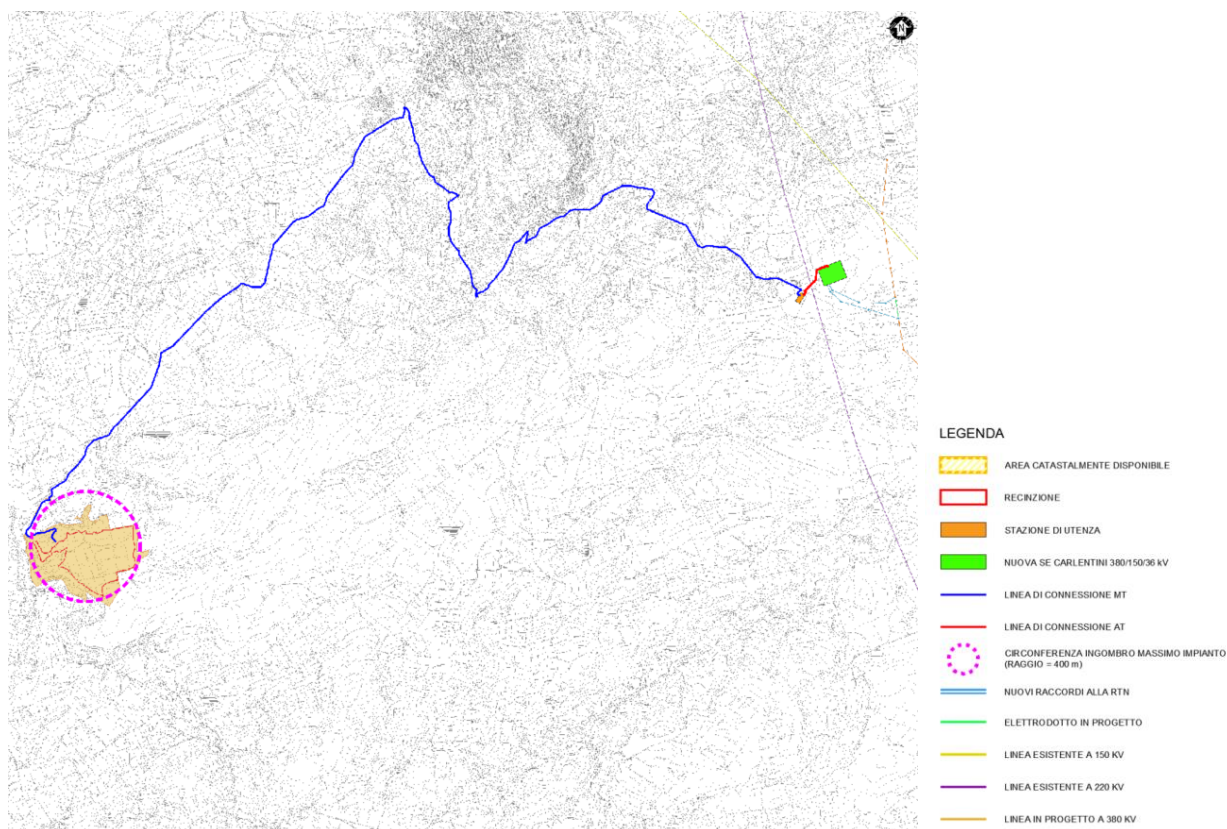 N
LEGENDA
AREA CATASTALMENTE DISPONIBILE
RECINZIONE
STAZIONE DI UTENZA
NUOVA SE CARLENTINI 380/150/36 kV
LINEA DI CONNESSIONE MT
LINEA DI CONNESSIONE AT
CIRCONFERENZA INGOMBRO MASSIMO IMPIANTO
(RAGGIO = 400 m)
NUOVI RACCORDI ALLA RTN
ELETTRODOTTO IN PROGETTO
LINEA ESISTENTE A 150 KV
LINEA ESISTENTE A 220 KV
LINEA IN PROGETTO A 380 KV